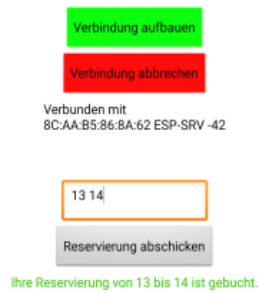 Verbindung aufbauen
Verbindung abbrechen
Verbunden mit
8C:AA:B5:86:8A:62 ESP-SRV -42
13 14
Reservierung abschicken
Ihre Reservierung von 13 bis 14 ist gebucht.